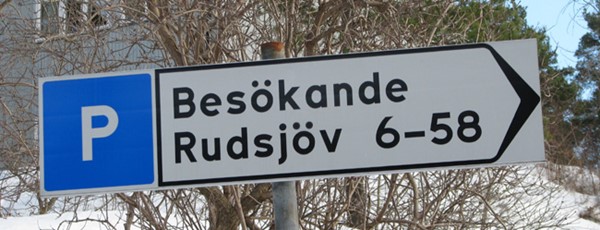 P
Besökande
Rudsjöv 6-58